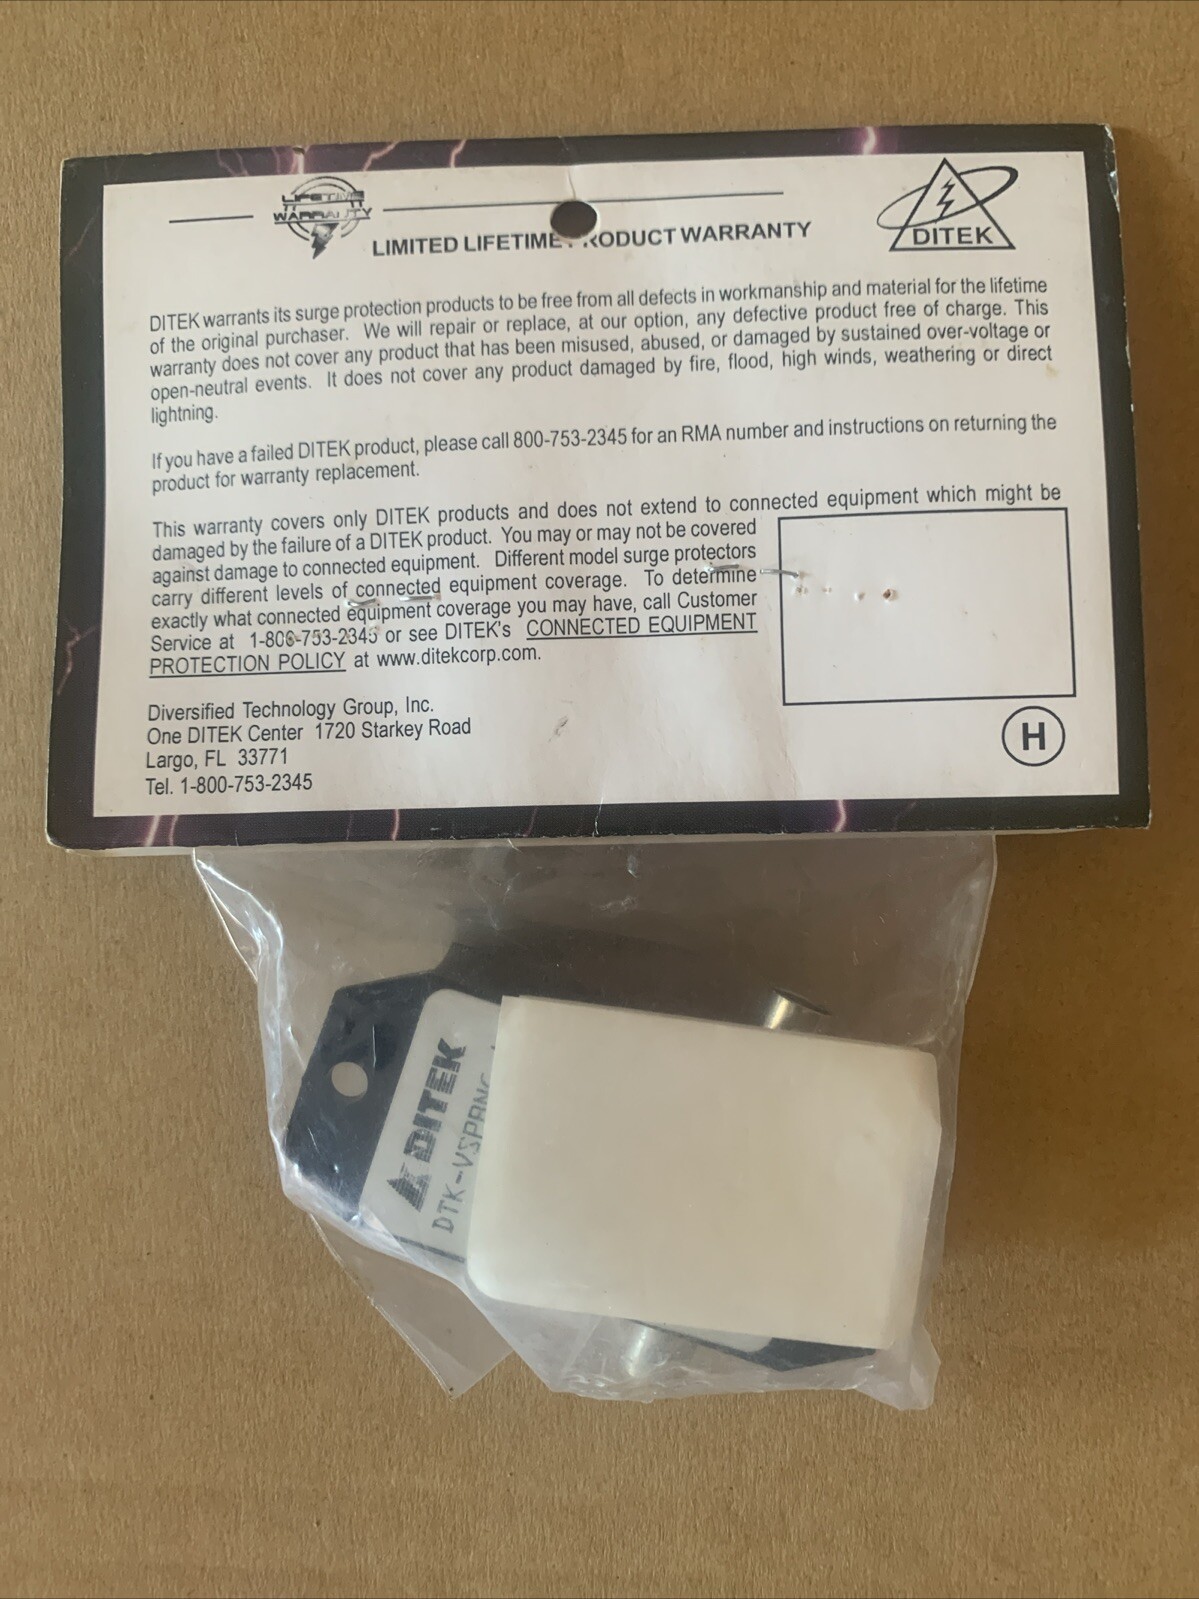 LIFETIME
WARRANTY
LIMITED LIFETIME PRODUCT WARRANTY
DITEK
DITEK warrants its surge protection products to be free from all defects in workmanship and material for the lifetime
of the original purchaser. We will repair or replace, at our option, any defective product free of charge. This
warranty does not cover any product that has been misused, abused, or damaged by sustained over-voltage or
open-neutral events. It does not cover any product damaged by fire, flood, high winds, weathering or direct
lightning.
If you have a failed DITEK product, please call 800-753-2345 for an RMA number and instructions on returning the
product for warranty replacement.
This warranty covers only DITEK products and does not extend to connected equipment which might be
damaged by the failure of a DITEK product. You may or may not be covered
against damage to connected equipment. Different model surge protectors
carry different levels of connected equipment coverage. To determine
exactly what connected equipment coverage you may have, call Customer
Service at 1-800-753-2345 or see DITEK's CONNECTED EQUIPMENT
PROTECTION POLICY at www.ditekcorp.com.
Diversified Technology Group, Inc.
One DITEK Center 1720 Starkey Road
Largo, FL 33771
Tel. 1-800-753-2345
H
DITEK